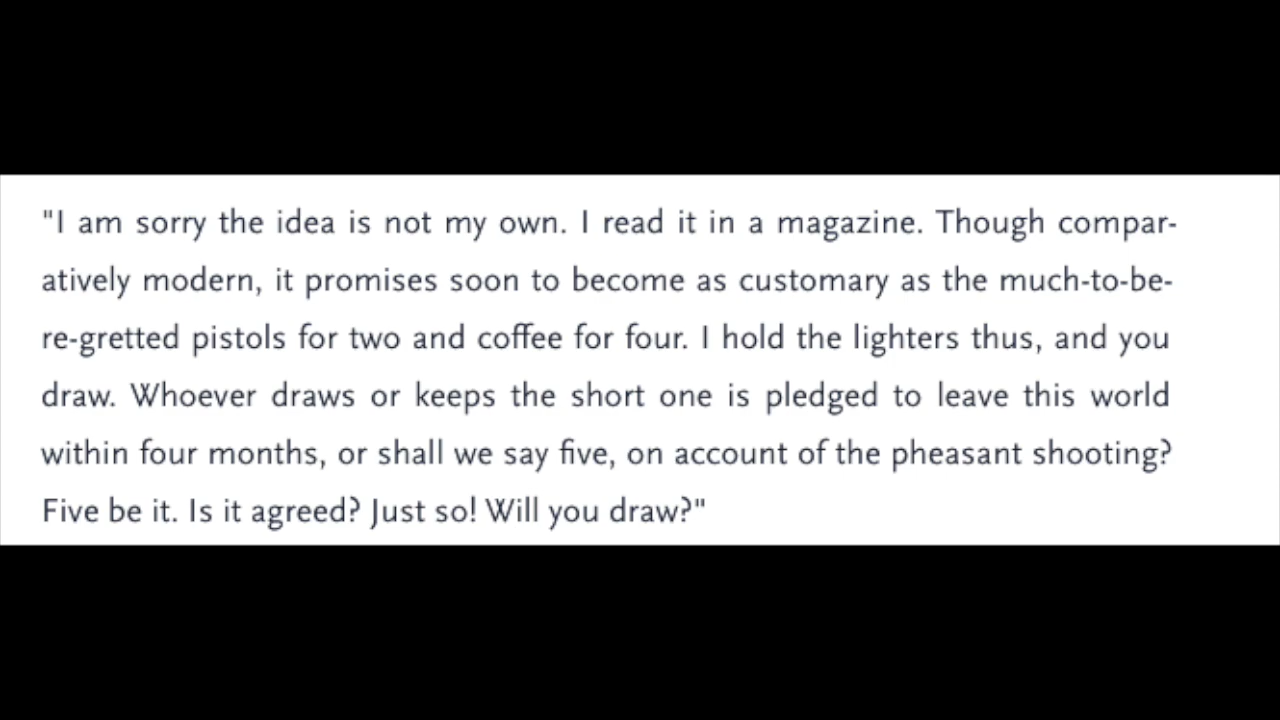 "I am sorry the idea is not my own. I read it in a magazine. Though compar-
atively modern, it promises soon to become as customary as the much-to-be-
re-gretted pistols for two and coffee for four. I hold the lighters thus, and you
draw. Whoever draws or keeps the short one is pledged to leave this world
within four months, or shall we say five, on account of the pheasant shooting?
Five be it. Is it agreed? Just so! Will you draw?"